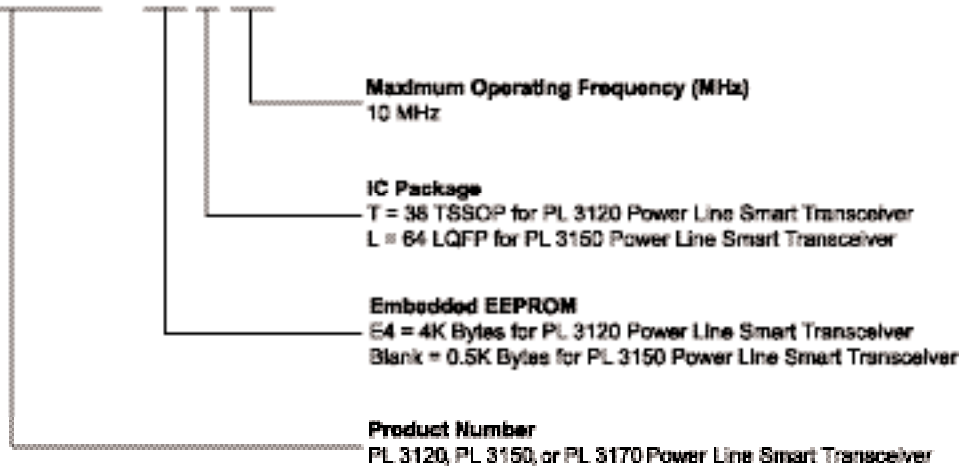 Maximum Operating Frequency (MHz)
10 MHz
IC Package
T = 38 TSSOP for PL 3120 Power Line Smart Transceiver
L = 64 LQFP for PL 3150 Power Line Smart Transceiver
Embedded EEPROM
E4 = 4K Bytes for PL 3120 Power Line Smart Transceiver
Blank = 0.5K Bytes for PL 3150 Power Line Smart Transceiver
Product Number
PL 3120, PL 3150, or PL 3170 Power Line Smart Transceiver